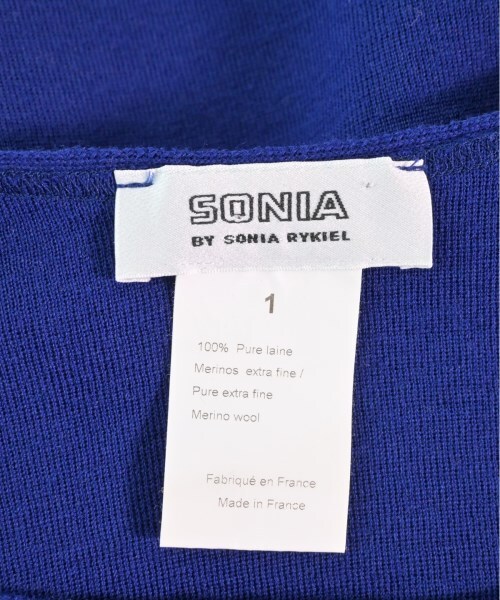 SONIA
BY SONIA RYKIEL
1
100% Pure laine
Merinos extra fine /
Pure extra fine
Merino wool
Fabriqué en France
Made in France